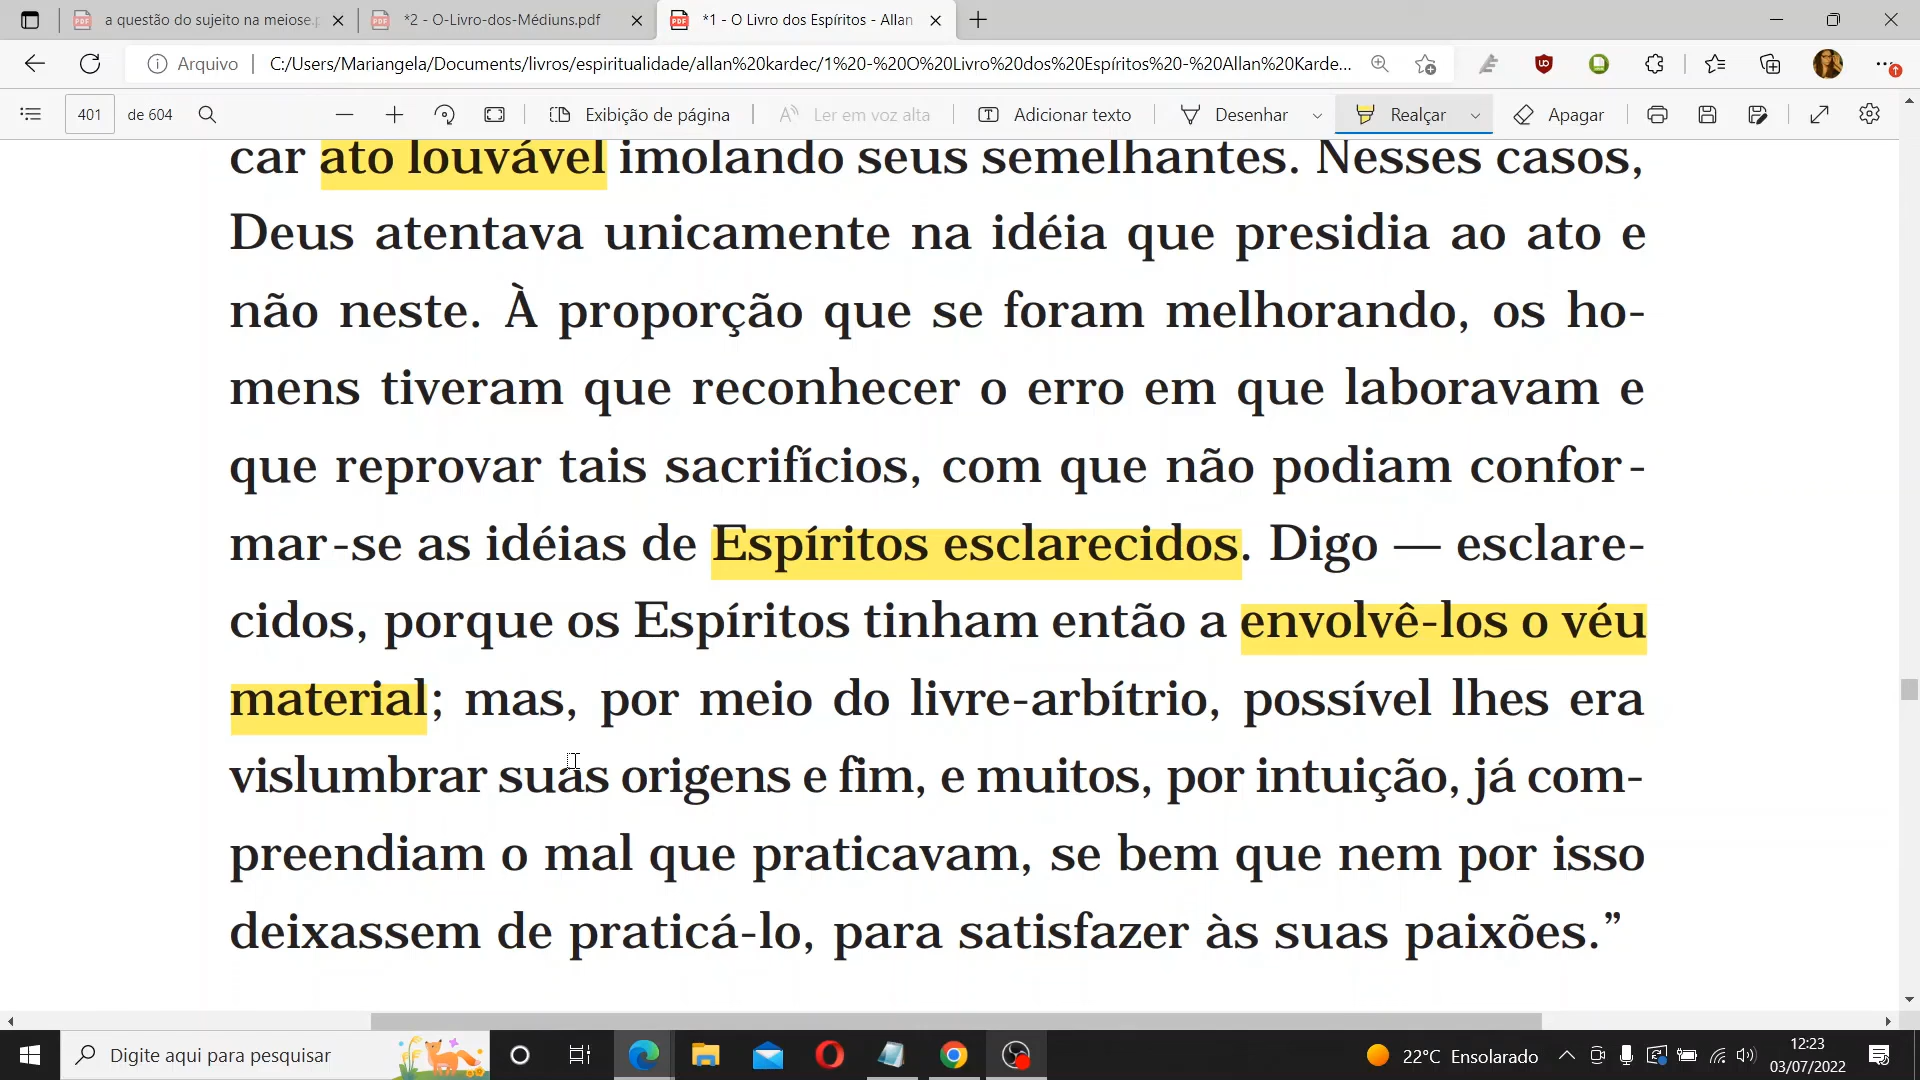 a questão do sujeito na meiose.p
*2 - O-Livro-dos-Médiuns.pdf
*1 - O Livro dos Espíritos - Allan
Arquivo
C:/Users/Mariangela/Documents/livros/espiritualidade/allan%20kardec/1%20-%20O%20Livro%20dos%20Espíritos%20-%20Allan%20Karde...
401 de 604
Exibição de página
Ler em voz alta
Adicionar texto
Desenhar
Realçar
Apagar
car ato louvável imolando seus semelhantes. Nesses casos,
Deus atentava unicamente na idéia que presidia ao ato e
não neste. À proporção que se foram melhorando, os ho-
mens tiveram que reconhecer o erro em que laboravam e
que reprovar tais sacrifícios, com que não podiam confor-
mar-se as idéias de Espíritos esclarecidos. Digo — esclare-
cidos, porque os Espíritos tinham então a envolvê-los o véu
material; mas, por meio do livre-arbítrio, possível lhes era
vislumbrar suas origens e fim, e muitos, por intuição, já com-
preendiam o mal que praticavam, se bem que nem por isso
deixassem de praticá-lo, para satisfazer às suas paixões.”
Digite aqui para pesquisar
22°C Ensolarado
12:23
03/07/2022